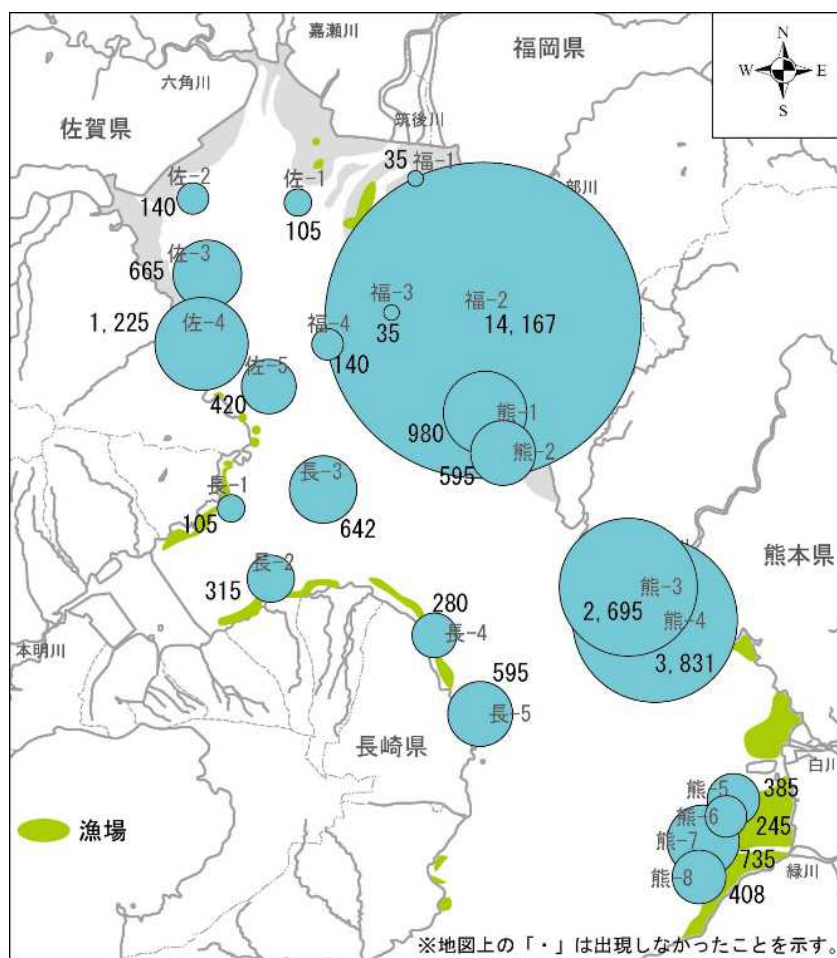 嘉瀬川
福岡県
N
W E
S
六角川
佐賀県
筑後川
35 福-1
佐-2
佐-1
部川
140
105
佐-3
665
福-3
福-2
1,225
佐-4
福-4
35
14,167
140
佐-5
420
熊-1
980
熊-2
595
長-3
長-1
105
642
熊本県
長-2
熊-3
315
280
2,695
熊-4
長-4
本明川
3,831
595
長-5
長崎県
白川
熊-5
385
熊-6
245
漁場
熊-7
735
緑川
熊-8
408
※地図上の「・」は出現しなかったことを示す。